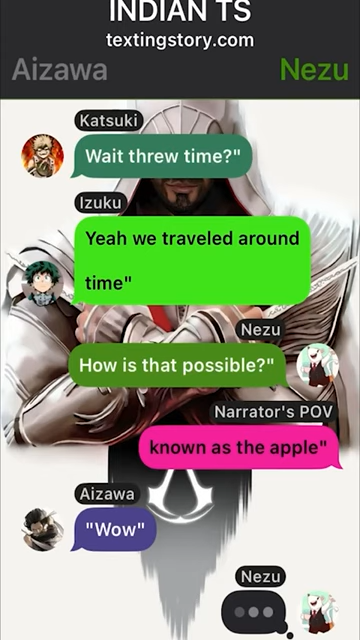 INDIAN TS
textingstory.com
Aizawa Nezu
Katsuki
Wait threw time?"
Izuku
Yeah we traveled around
time"
Nezu
How is that possible?"
Narrator's POV
known as the apple"
Aizawa
"Wow"
Nezu